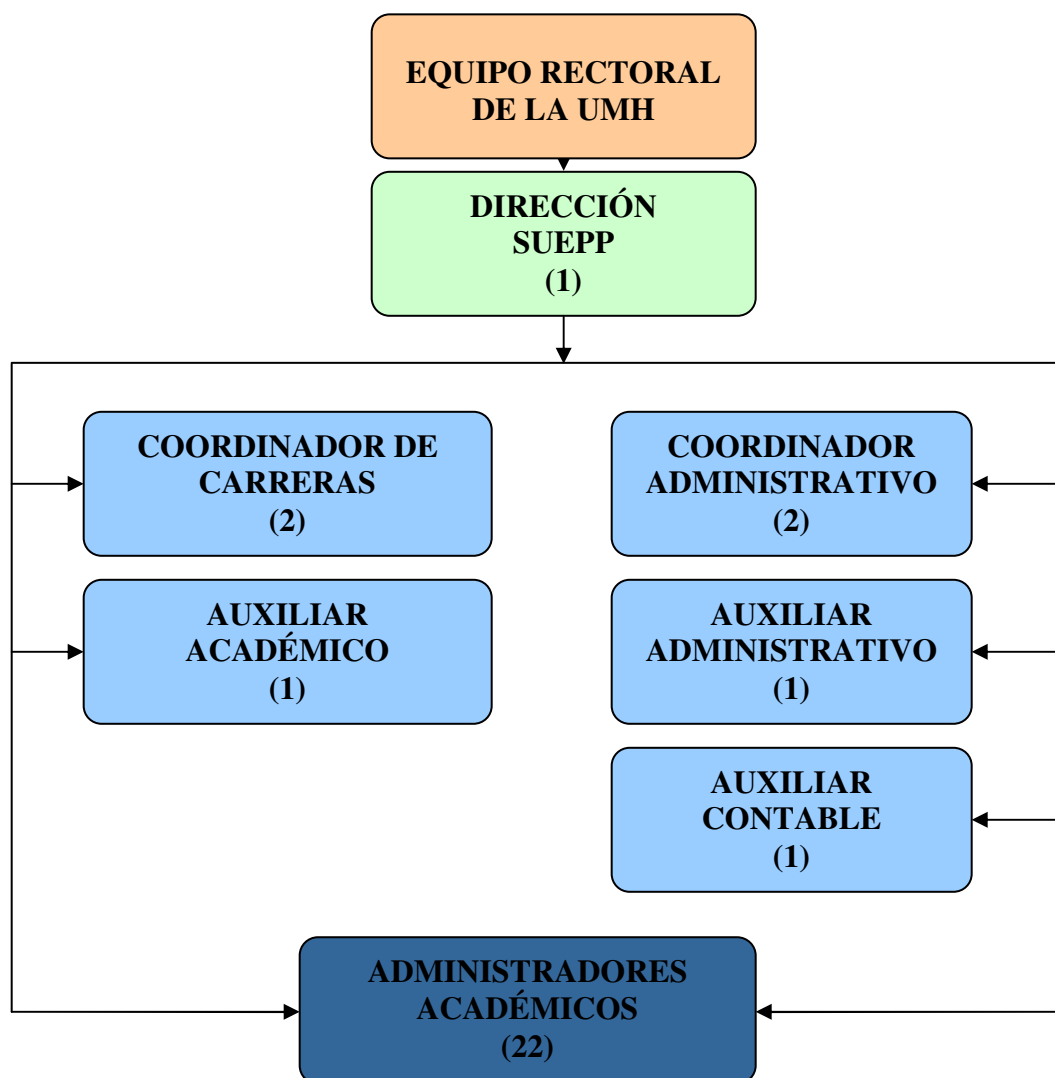 EQUIPO RECTORAL
DE LA UMH
DIRECCIÓN
SUEPP
(1)
COORDINADOR DE
CARRERAS
(2)
COORDINADOR
ADMINISTRATIVO
(2)
AUXILIAR
ACADÉMICO
(1)
AUXILIAR
ADMINISTRATIVO
(1)
AUXILIAR
CONTABLE
(1)
ADMINISTRADORES
ACADÉMICOS
(22)